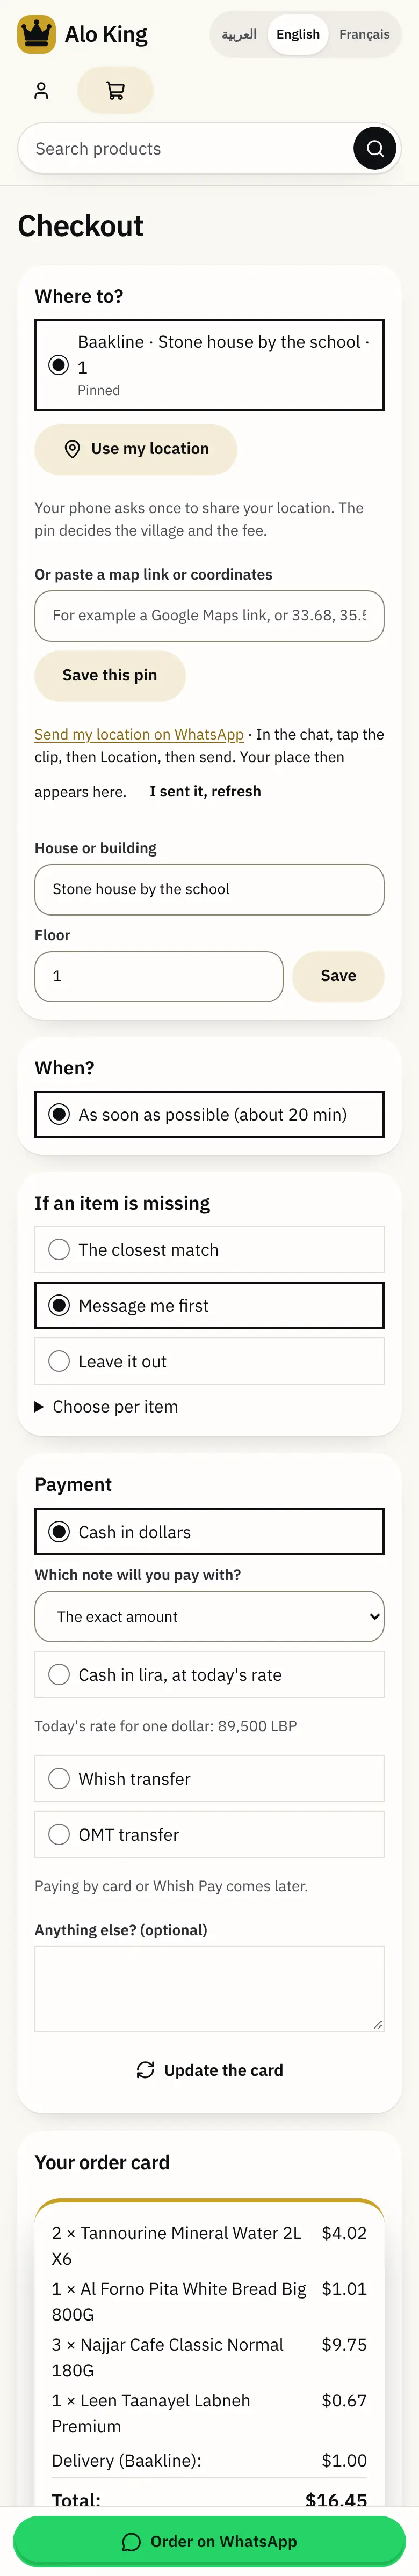 Alo King
العربية
English
Français
Search products
Checkout
Where to?
Baakline · Stone house by the school ·
1
Pinned
Use my location
Your phone asks once to share your location. The
pin decides the village and the fee.
Or paste a map link or coordinates
For example a Google Maps link, or 33.68, 35.5
Save this pin
Send my location on WhatsApp · In the chat, tap the
clip, then Location, then send. Your place then
appears here. I sent it, refresh
House or building
Stone house by the school
Floor
1
Save
When?
As soon as possible (about 20 min)
If an item is missing
The closest match
Message me first
Leave it out
Choose per item
Payment
Cash in dollars
Which note will you pay with?
The exact amount
Cash in lira, at today's rate
Today's rate for one dollar: 89,500 LBP
Whish transfer
OMT transfer
Paying by card or Whish Pay comes later.
Anything else? (optional)
Update the card
Your order card
2 × Tannourine Mineral Water 2L $4.02
X6
1 × Al Forno Pita White Bread Big $1.01
800G
3 × Najjar Cafe Classic Normal $9.75
180G
1 × Leen Taanayel Labneh $0.67
Premium
Delivery (Baakline): $1.00
Total: $16.45
Order on WhatsApp